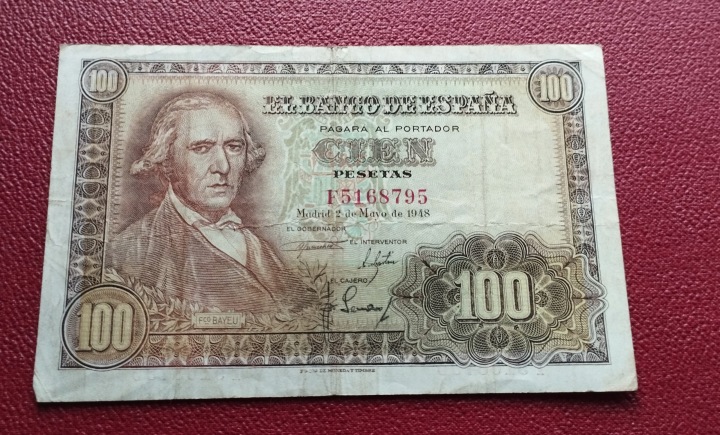 100
100
EL BANCO DE ESPAÑA
PAGARA AL PORTADOR
CIEN
PESETAS
F5168795
Madrid 2 de Mayo de 1948
EL GOBERNADOR
EL INTERVENTOR
EL CAJERO
100
Fco BAYEU
100